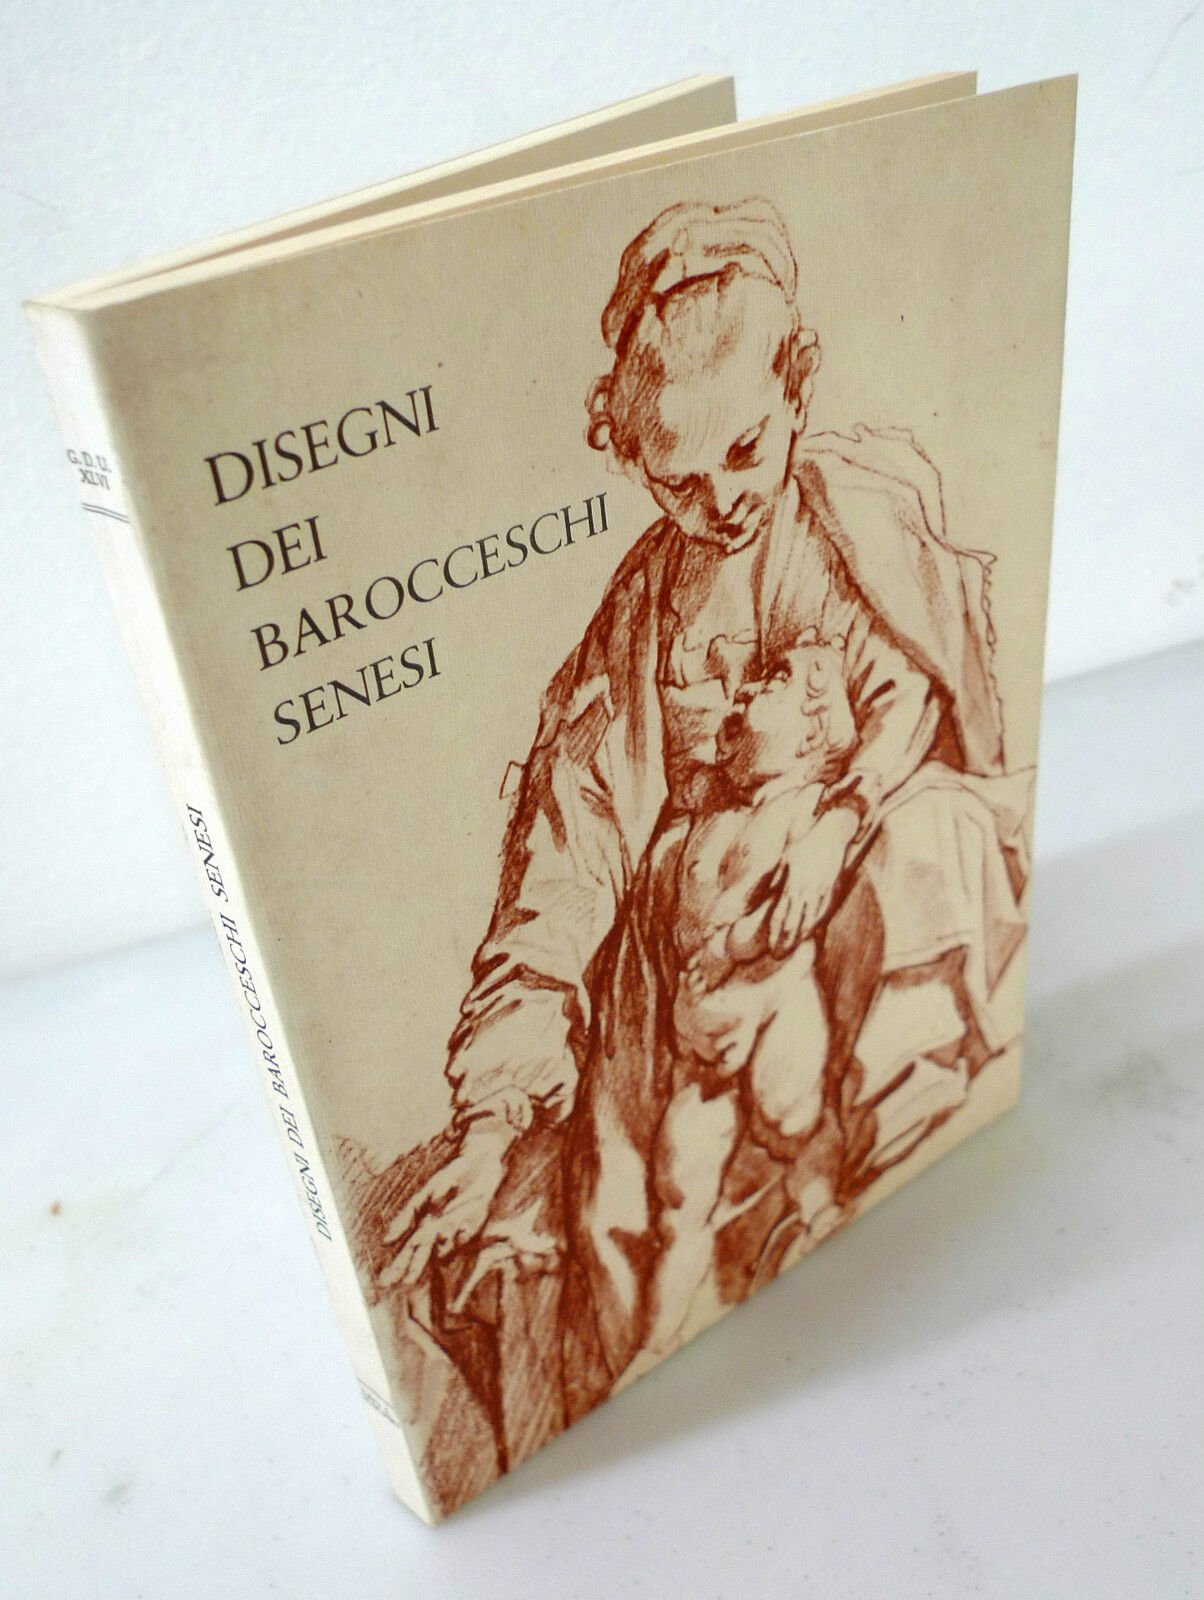 DISEGNI
DEI
BAROCCESCHI
SENESI
G.D.U.
XLVI
DISEGNI DEI BAROCCESCHI SENESI